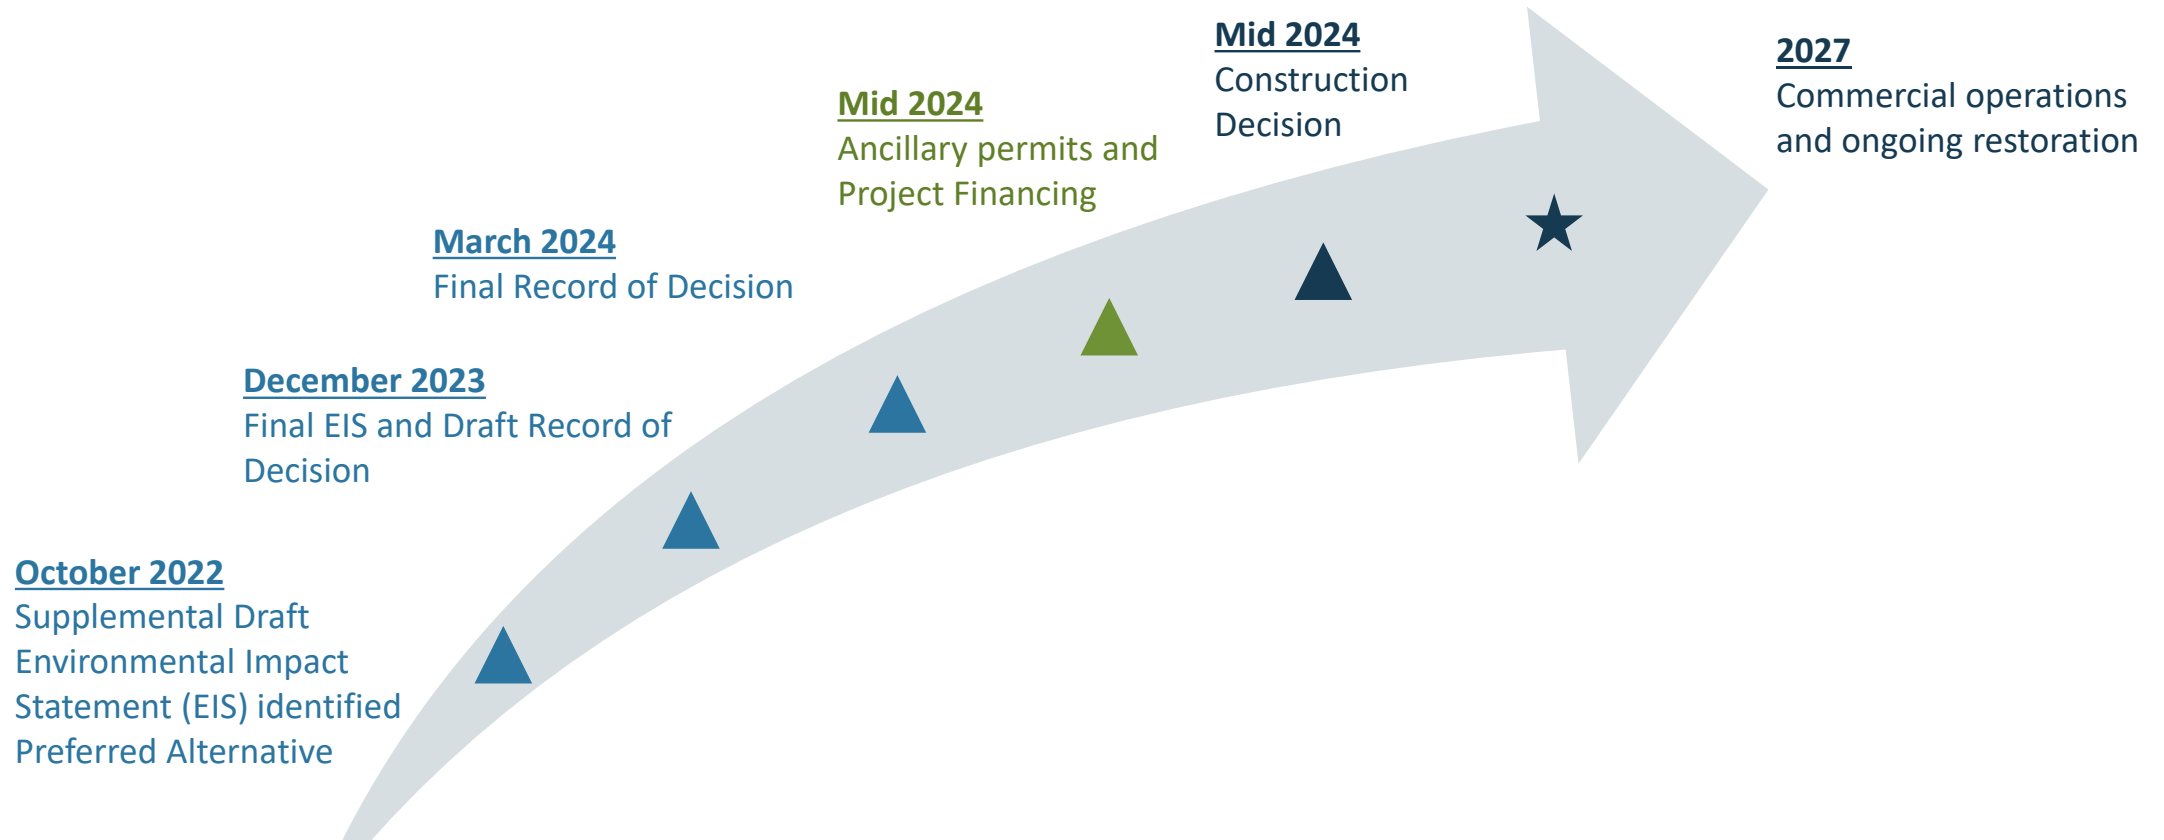 October 2022
Supplemental Draft
Environmental Impact
Statement (EIS) identified
Preferred Alternative
December 2023
Final EIS and Draft Record of
Decision
March 2024
Final Record of Decision
Mid 2024
Ancillary permits and
Project Financing
Mid 2024
Construction
Decision
2027
Commercial operations
and ongoing restoration